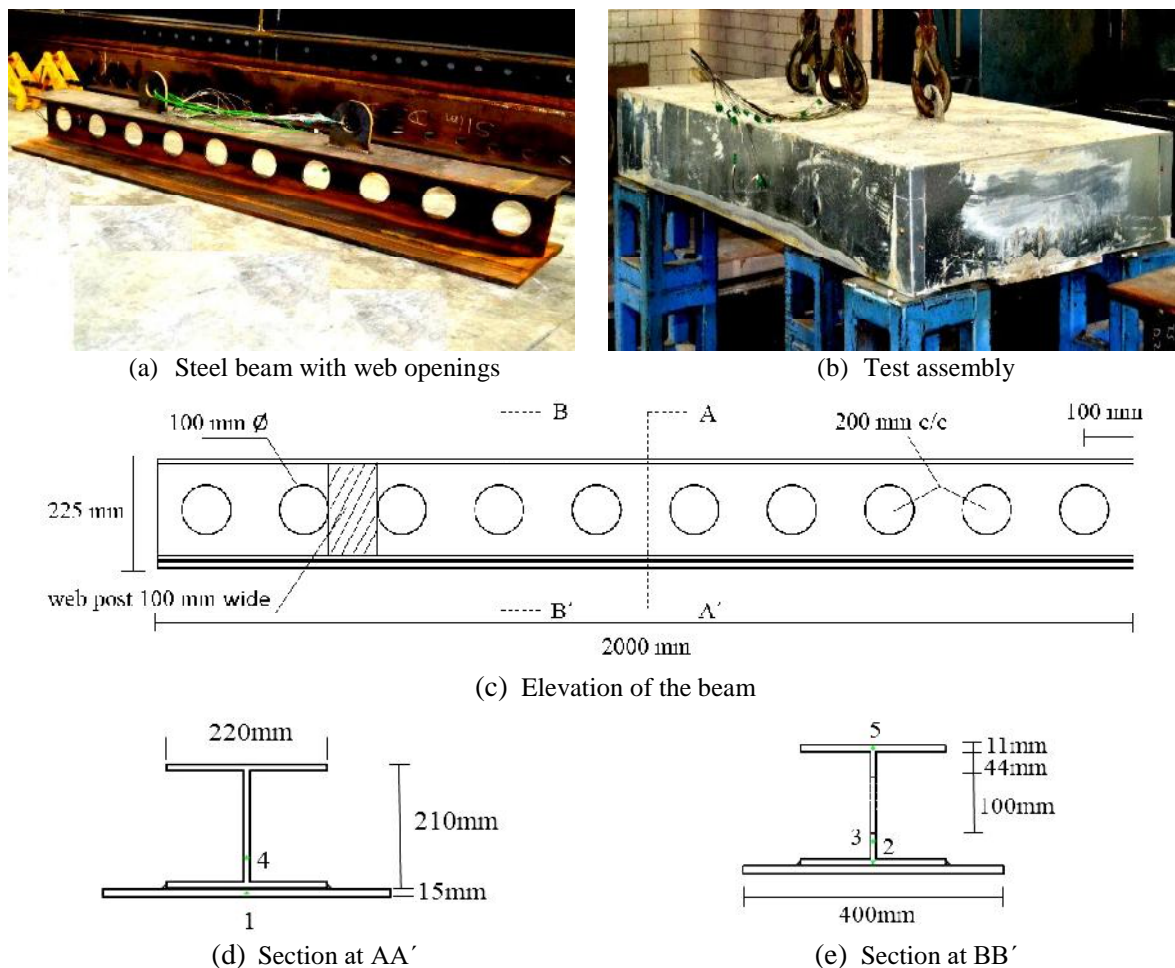 Slim
D
(a) Steel beam with web openings
(b) Test assembly
B
A
100 mm Ø
200 mm c/c
100 mm
225 mm
web post 100 mm wide
B´
A´
2000 mm
(c) Elevation of the beam
220mm
210mm
4
15mm
1
(d) Section at AA´
5
11mm
44mm
100mm
3
2
400mm
(e) Section at BB´